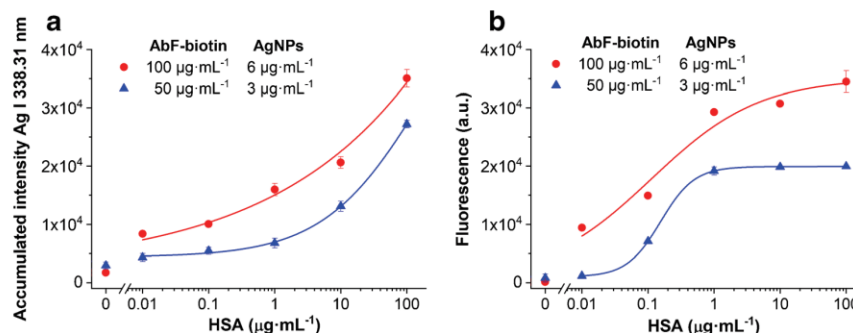 a
AbF-biotin AgNPs
100 µg·mL⁻¹ 6 µg·mL⁻¹
50 µg·mL⁻¹ 3 µg·mL⁻¹
Accumulated intensity Ag I 338.31 nm
4x10⁴
3x10⁴
2x10⁴
1x10⁴
0
0 0.01 0.1 1 10 100
HSA (µg·mL⁻¹)
b
AbF-biotin AgNPs
100 µg·mL⁻¹ 6 µg·mL⁻¹
50 µg·mL⁻¹ 3 µg·mL⁻¹
Fluorescence (a.u.)
4x10⁴
3x10⁴
2x10⁴
1x10⁴
0
0 0.01 0.1 1 10 100
HSA (µg·mL⁻¹)